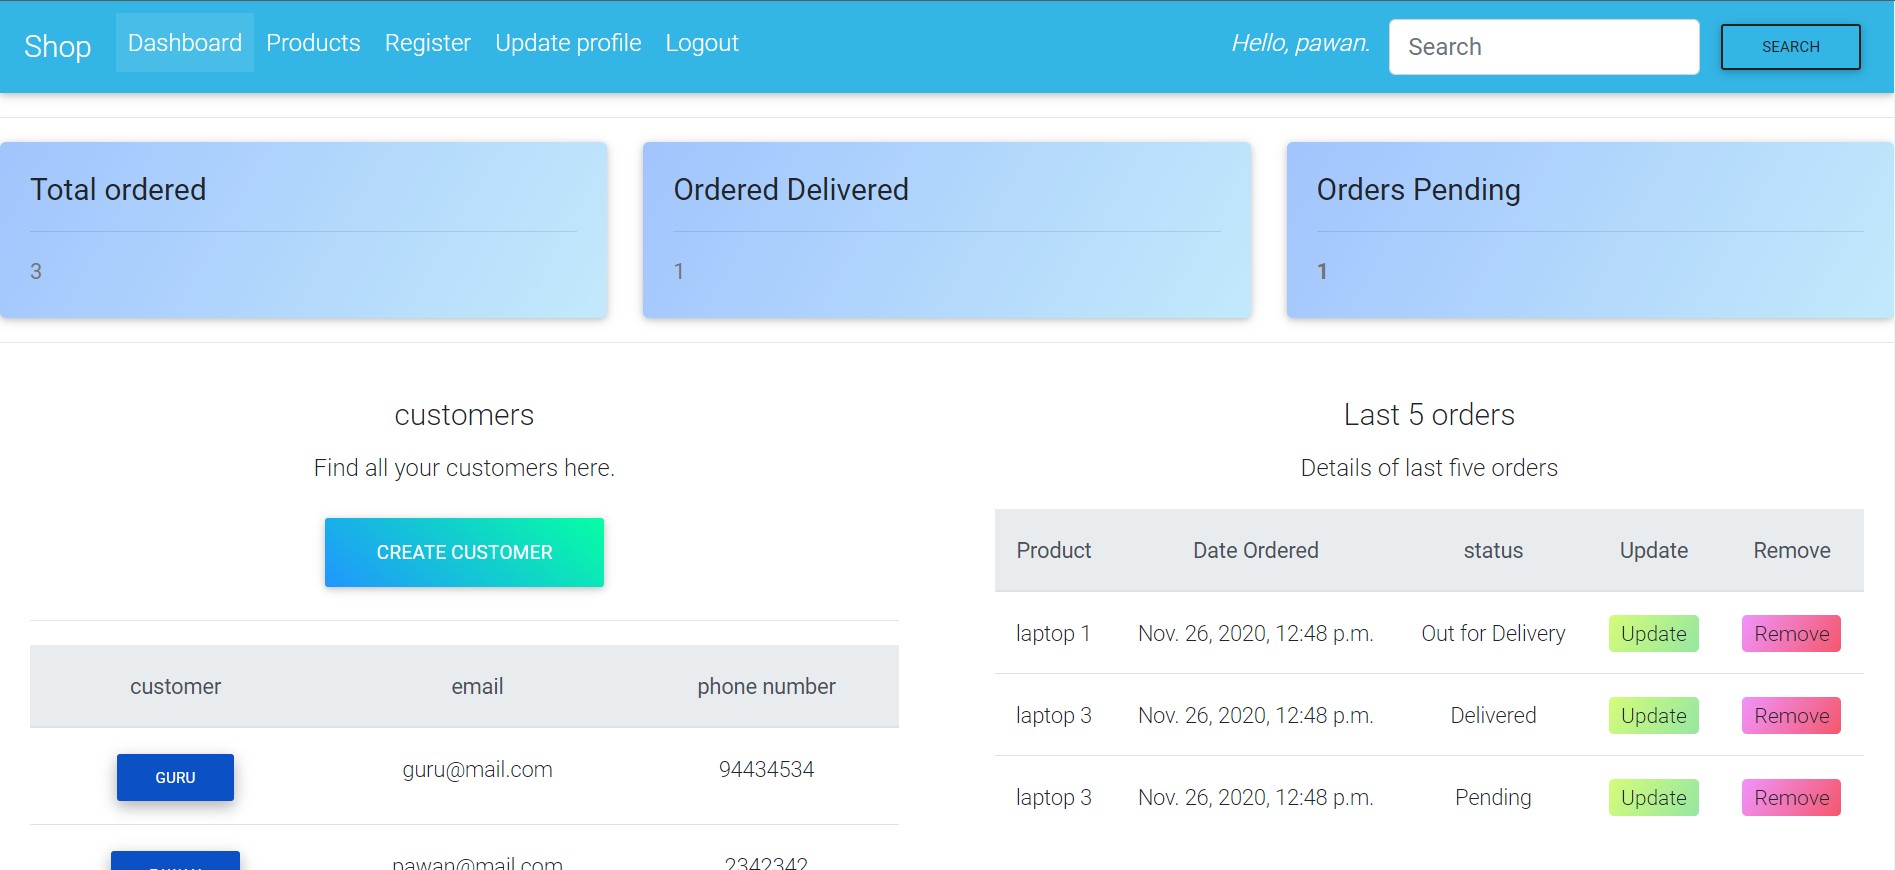 Shop Dashboard Products Register Update profile Logout Hello, pawan. Search SEARCH
Total ordered
3
Ordered Delivered
1
Orders Pending
1
customers
Find all your customers here.
CREATE CUSTOMER
customer email phone number
GURU guru@mail.com 94434534
pawan@mail.com 2342342
Last 5 orders
Details of last five orders
Product Date Ordered status Update Remove
laptop 1 Nov. 26, 2020, 12:48 p.m. Out for Delivery Update Remove
laptop 3 Nov. 26, 2020, 12:48 p.m. Delivered Update Remove
laptop 3 Nov. 26, 2020, 12:48 p.m. Pending Update Remove